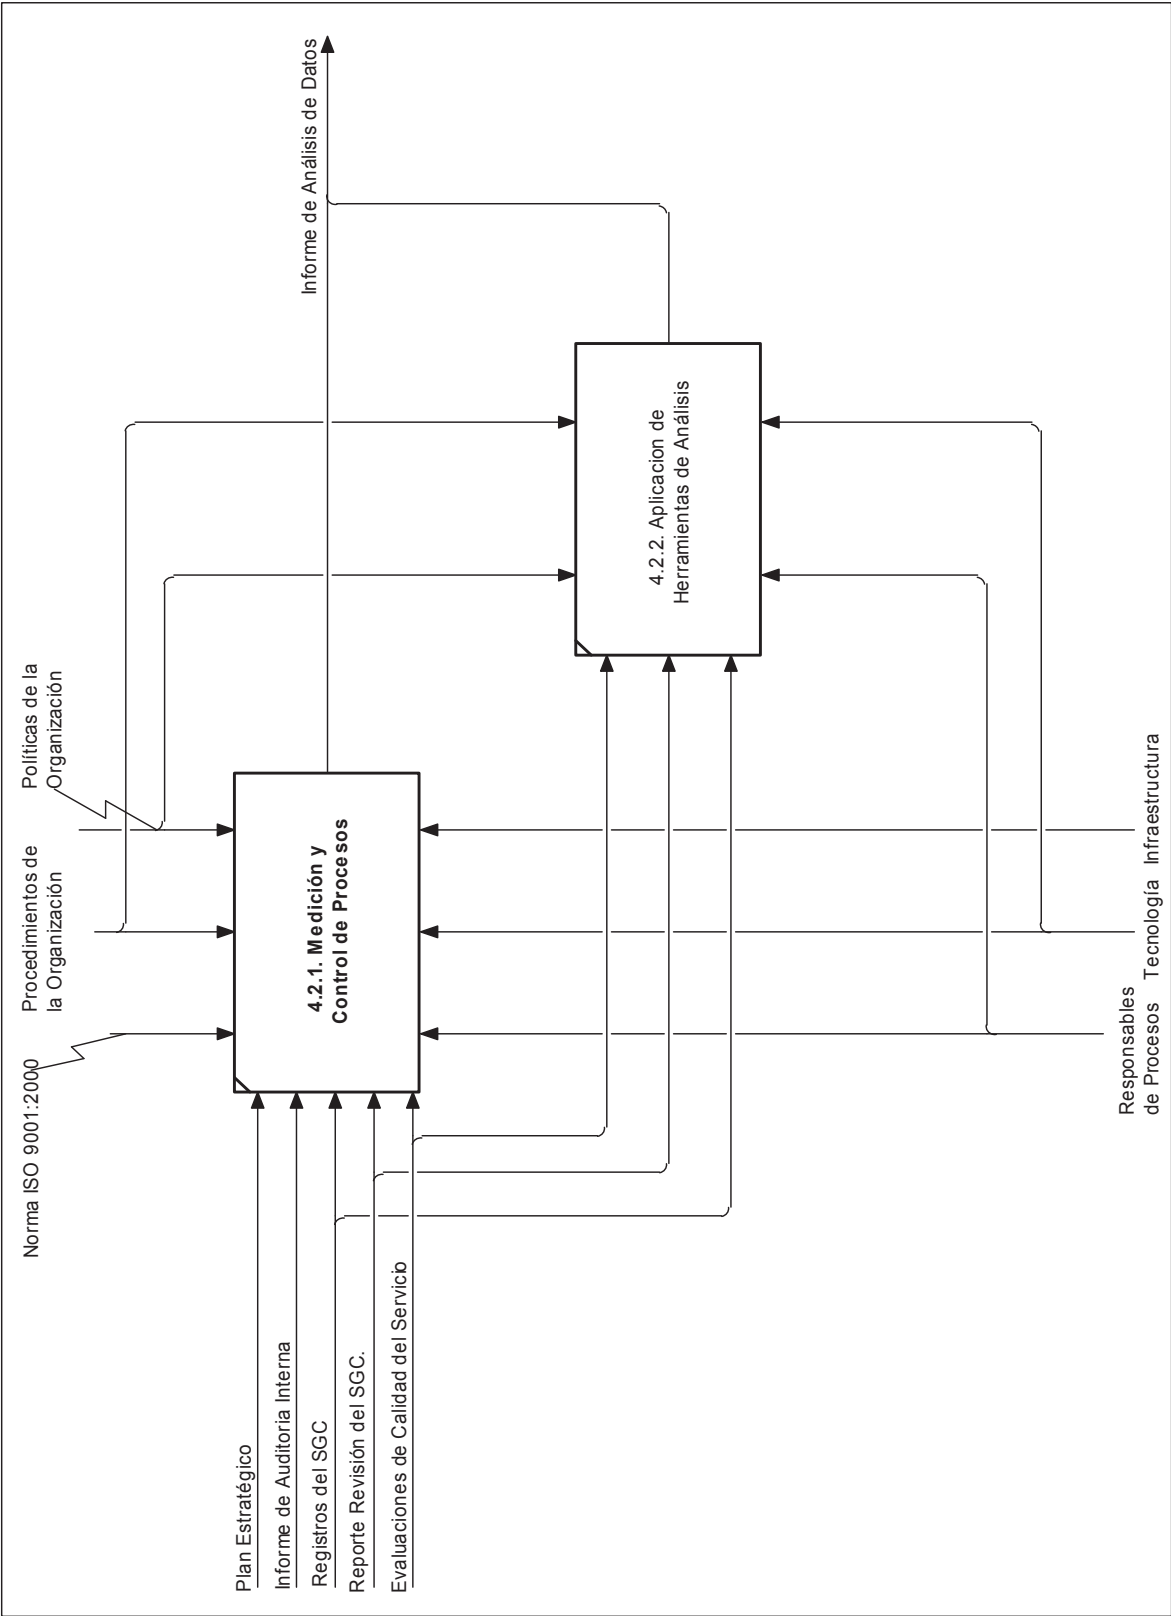 Norma ISO 9001:2000
Procedimientos de
la Organización
Políticas de la
Organización
Plan Estratégico
Informe de Auditoria Interna
Registros del SGC
Reporte Revisión del SGC.
Evaluaciones de Calidad del Servicio
4.2.1. Medición y
Control de Procesos
Informe de Análisis de Datos
4.2.2. Aplicacion de
Herramientas de Análisis
Responsables
de Procesos
Tecnología
Infraestructura